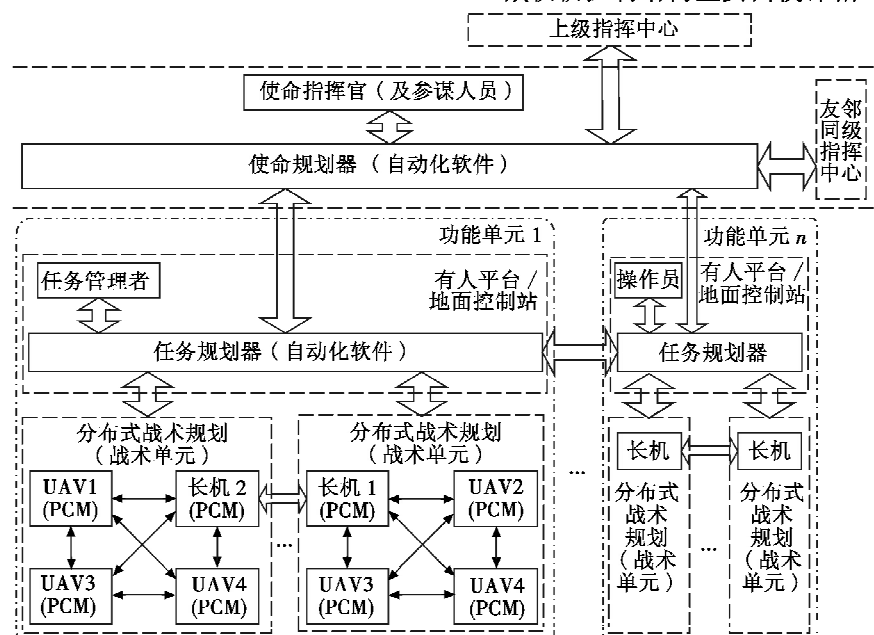 上级指挥中心
使命指挥官（及参谋人员）
友邻
同级
指挥
中心
使命规划器（自动化软件）
功能单元 1
功能单元 n
任务管理者
有人平台/
地面控制站
操作员
有人平台/
地面控制站
任务规划器（自动化软件）
任务规划器
分布式战术规划
（战术单元）
分布式战术规划
（战术单元）
UAV1
(PCM)
长机 2
(PCM)
长机 1
(PCM)
UAV2
(PCM)
UAV3
(PCM)
UAV4
(PCM)
UAV3
(PCM)
UAV4
(PCM)
...
...
长机
长机
分布式
战术
规划
（战术
单元）
...
分布式
战术
规划
（战术
单元）